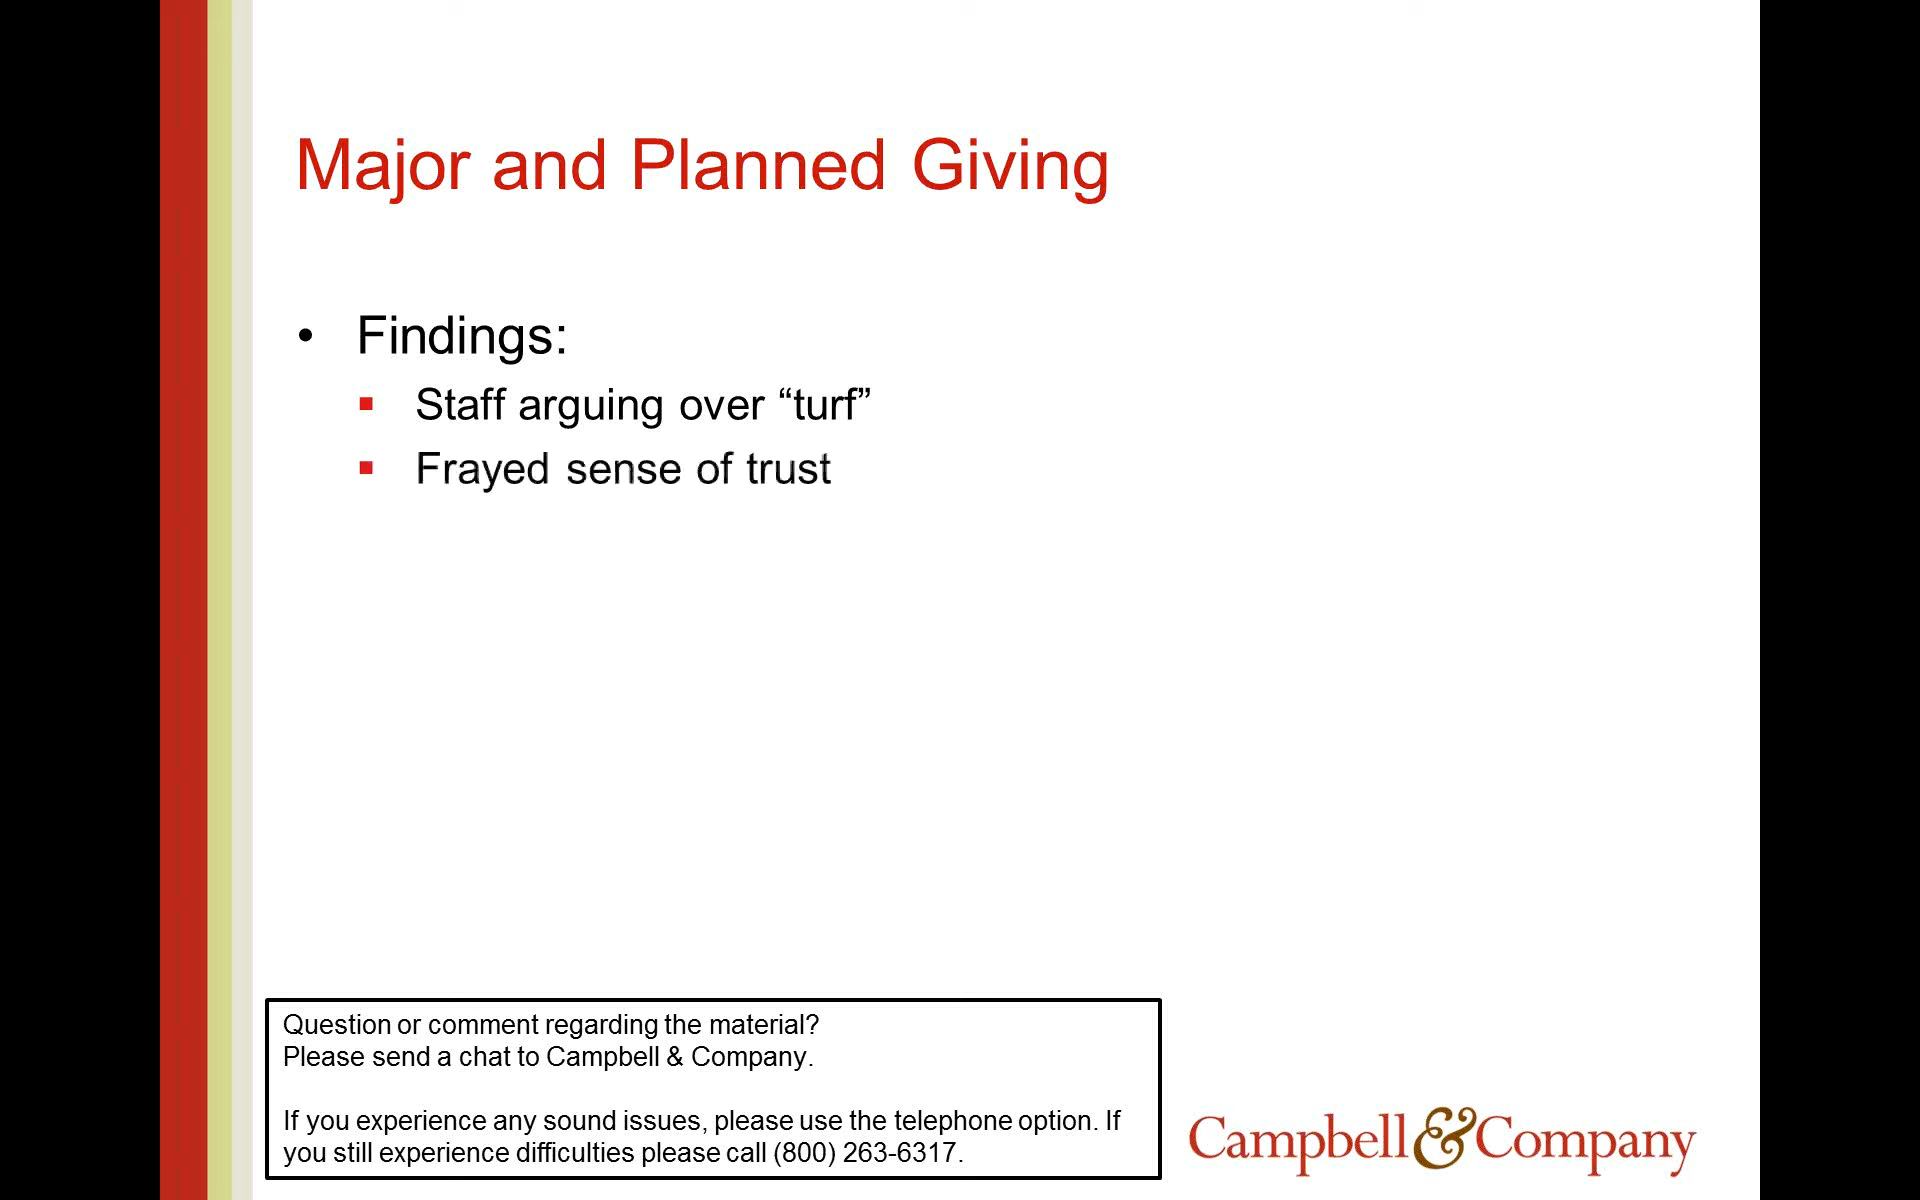 Major and Planned Giving
• Findings:
▪ Staff arguing over “turf”
▪ Frayed sense of trust
Question or comment regarding the material?
Please send a chat to Campbell & Company.
If you experience any sound issues, please use the telephone option. If
you still experience difficulties please call (800) 263-6317.
Campbell & Company